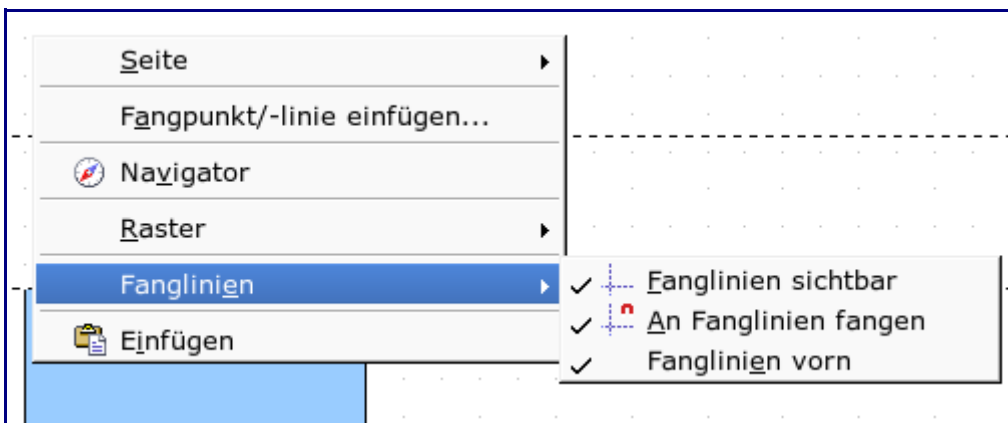 Seite
Fangpunkt/-linie einfügen...
Navigator
Raster
Fanglinien
Einfügen
Fanglinien sichtbar
An Fanglinien fangen
Fanglinien vorn